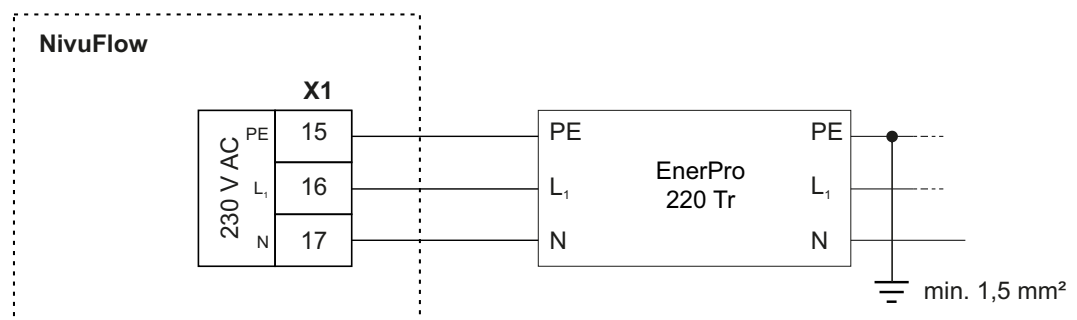 NivuFlow
X1
230 V AC
PE 15 PE PE
L₁ 16 L₁ L₁
N 17 N N
EnerPro
220 Tr
min. 1,5 mm²